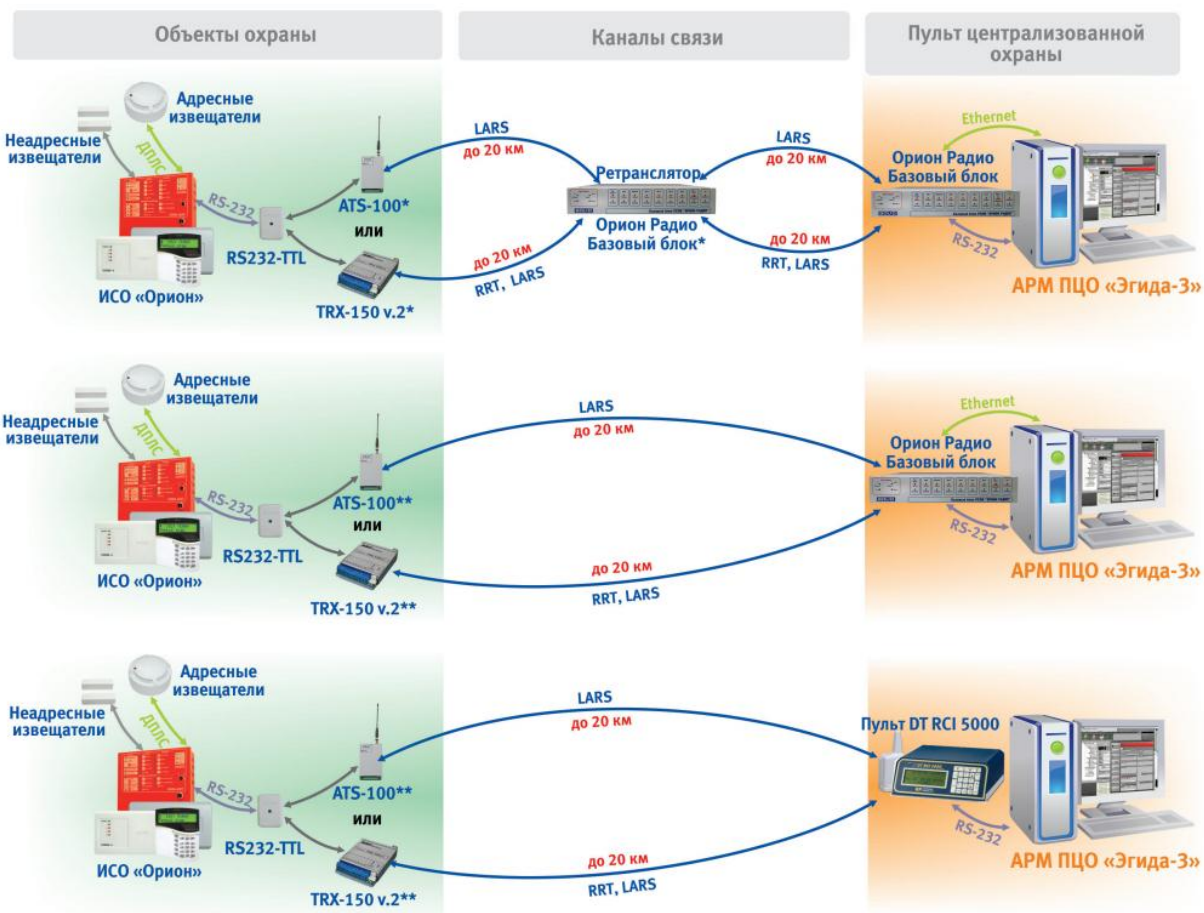 Объекты охраны
Каналы связи
Пульт централизованной
охраны
Адресные
извещатели
Неадресные
извещатели
ДПЛС
RS-232
ИСО «Орион»
RS232-TTL
ATS-100*
или
TRX-150 v.2*
LARS
до 20 км
Ретранслятор
Орион Радио
Базовый блок*
до 20 км
RRT, LARS
LARS
до 20 км
до 20 км
RRT, LARS
Ethernet
Орион Радио
Базовый блок
RS-232
АРМ ПЦО «Эгида-3»
Адресные
извещатели
Неадресные
извещатели
ДПЛС
RS-232
ИСО «Орион»
RS232-TTL
ATS-100**
или
TRX-150 v.2**
LARS
до 20 км
до 20 км
RRT, LARS
Ethernet
Орион Радио
Базовый блок
RS-232
АРМ ПЦО «Эгида-3»
Адресные
извещатели
Неадресные
извещатели
ДПЛС
RS-232
ИСО «Орион»
RS232-TTL
ATS-100**
или
TRX-150 v.2**
LARS
до 20 км
до 20 км
RRT, LARS
Пульт DT RCI 5000
RS-232
АРМ ПЦО «Эгида-3»